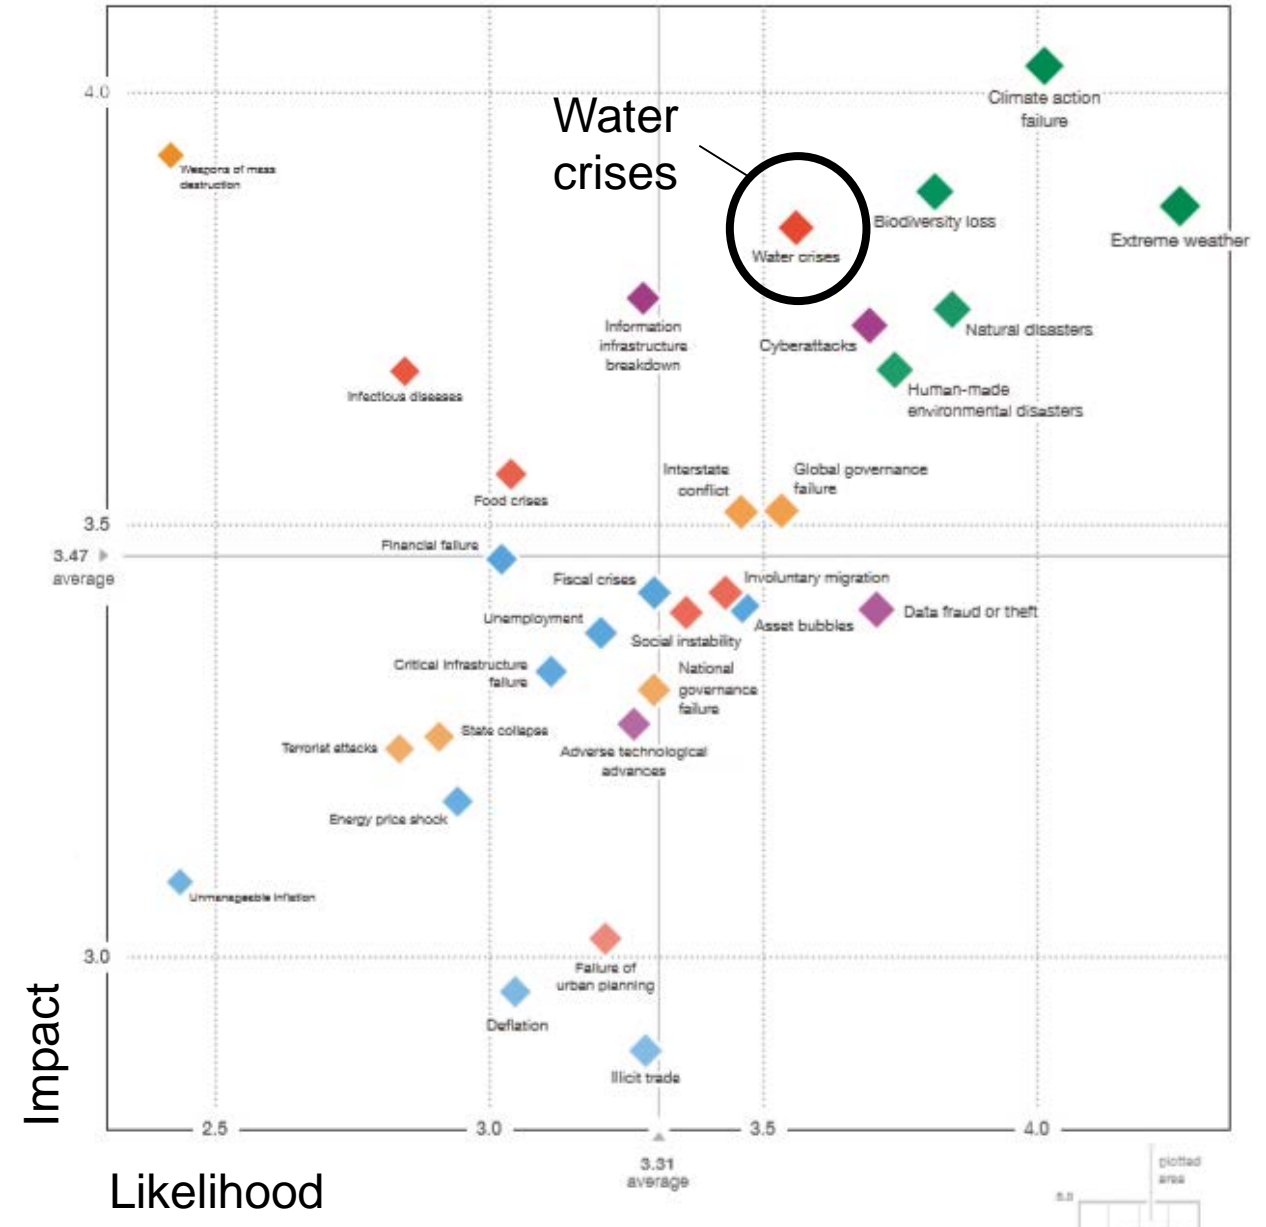 4.0
Climate action
failure
Water
crises
Weapons of mass
destruction
Biodiversity loss
Extreme weather
Water crises
Information
infrastructure
breakdown
Natural disasters
Cyberattacks
Human-made
environmental disasters
Infectious diseases
Interstate
conflict
Global governance
failure
Food crises
3.5
Financial failure
3.47
average
Fiscal crises
Involuntary migration
Unemployment
Social instability
Asset bubbles
Data fraud or theft
Critical infrastructure
failure
National
governance
failure
State collapse
Terrorist attacks
Adverse technological
advances
Energy price shock
Unmanageable inflation
3.0
Failure of
urban planning
Deflation
Illicit trade
Impact
2.5
3.0
3.5
4.0
3.31
average
Likelihood
plotted
area
5.0